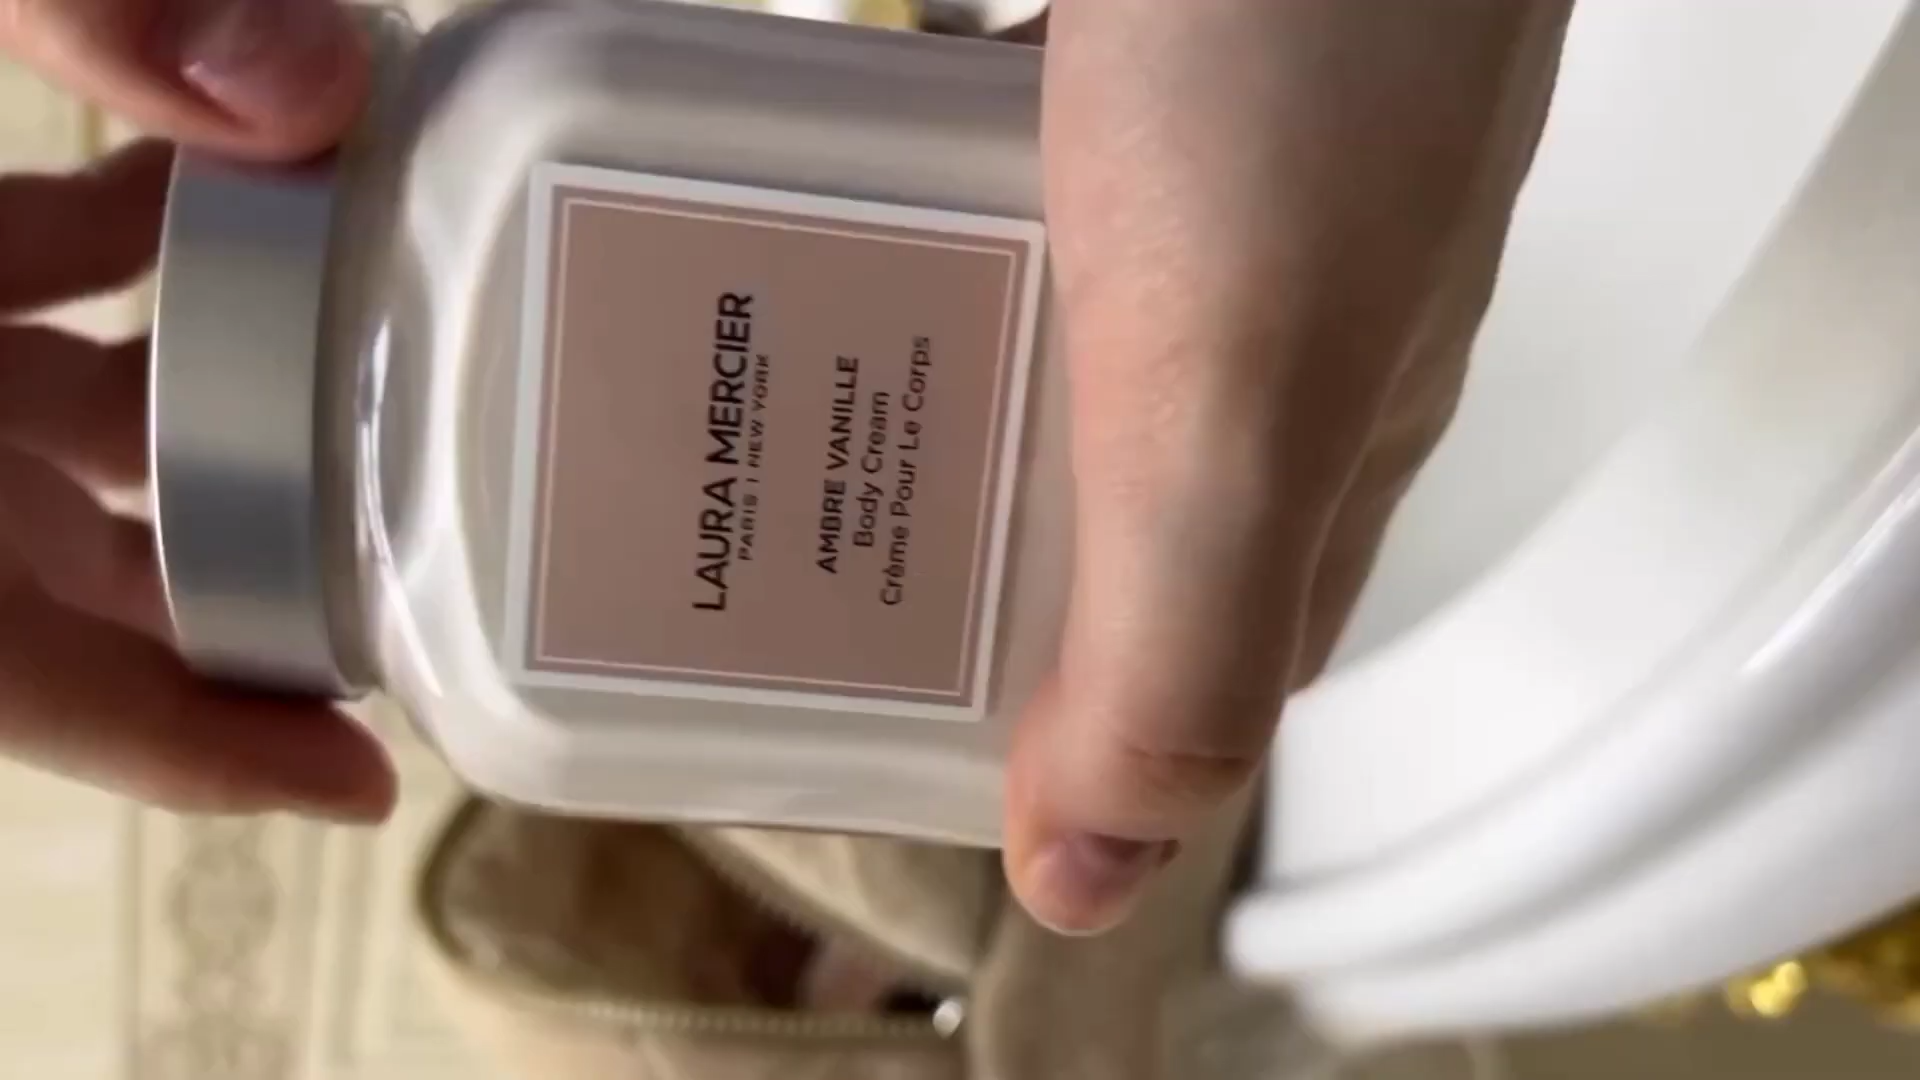 LAURA MERCIER
PARIS | NEW YORK
AMBRE VANILLE
Body Cream
Crème Pour Le Corps